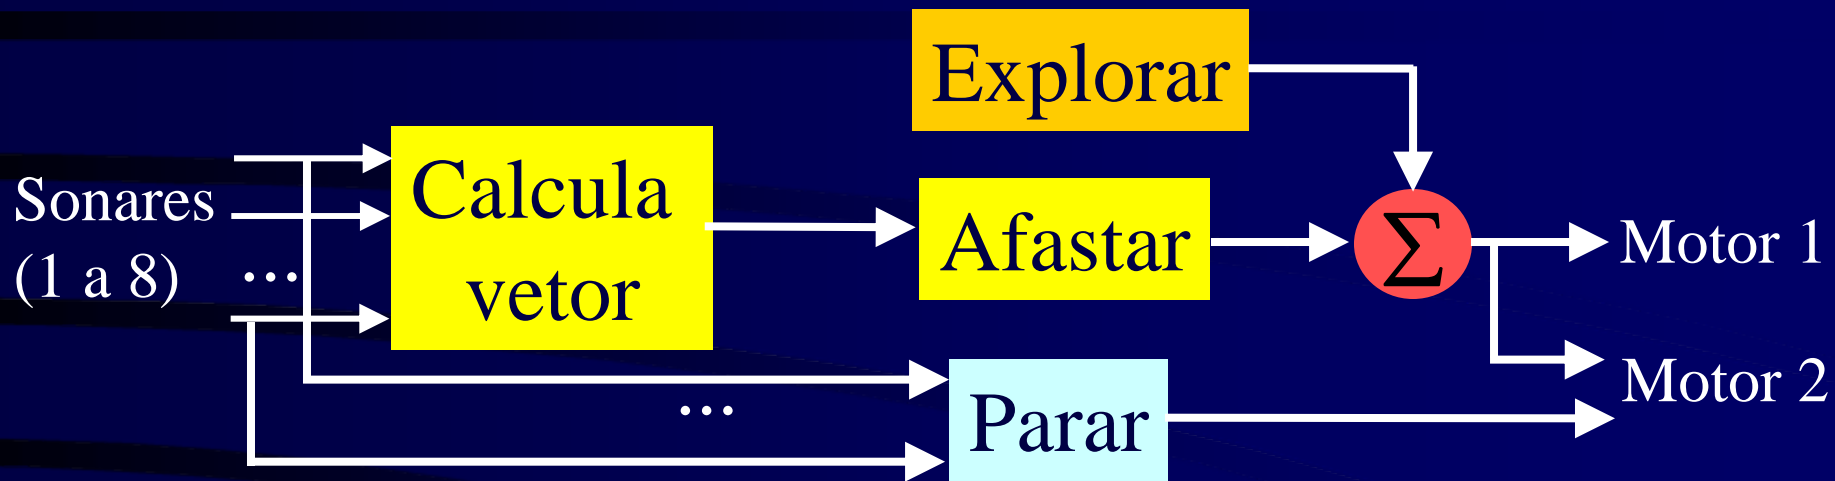 Explorar
Sonares
(1 a 8)
...
Calcula
vetor
Afastar
Σ
Motor 1
Motor 2
...
Parar